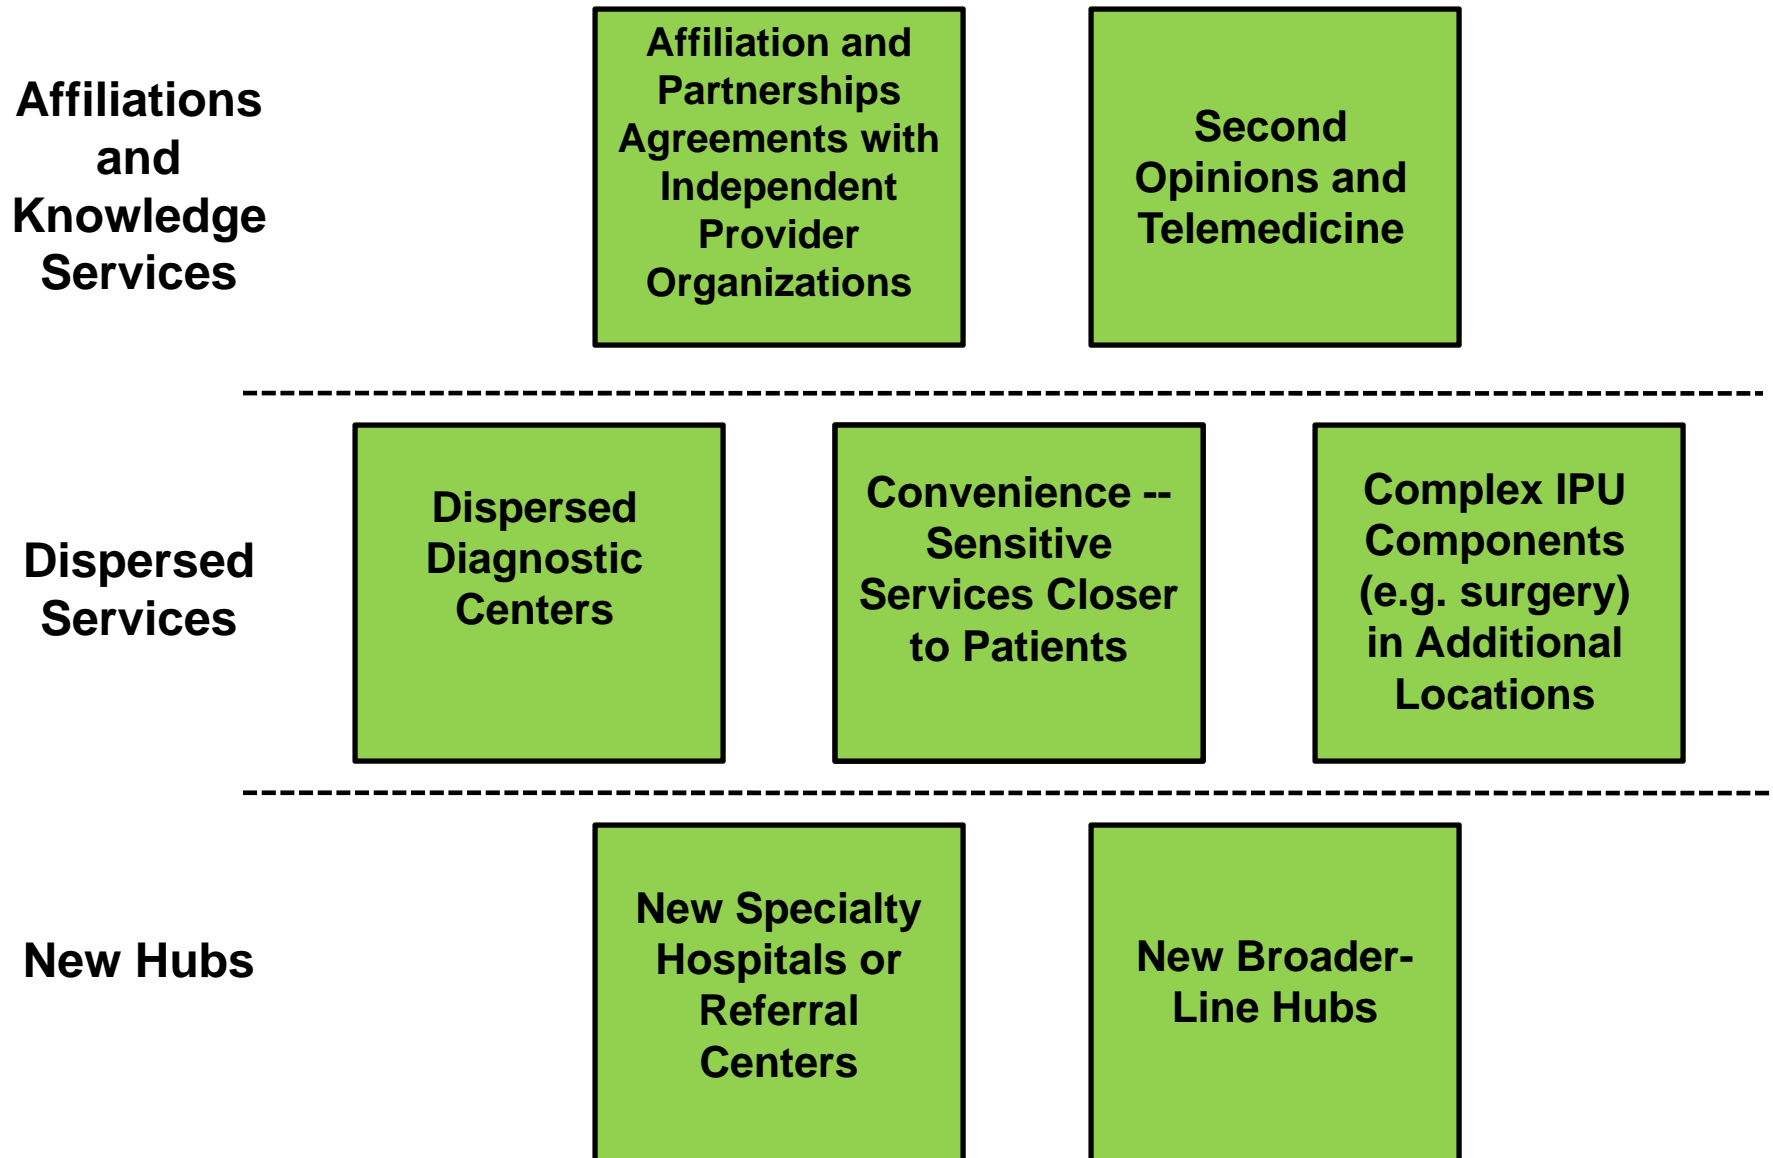 Affiliations
and
Knowledge
Services
Affiliation and
Partnerships
Agreements with
Independent
Provider
Organizations
Second
Opinions and
Telemedicine
Dispersed
Services
Dispersed
Diagnostic
Centers
Convenience --
Sensitive
Services Closer
to Patients
Complex IPU
Components
(e.g. surgery)
in Additional
Locations
New Hubs
New Specialty
Hospitals or
Referral
Centers
New Broader-
Line Hubs